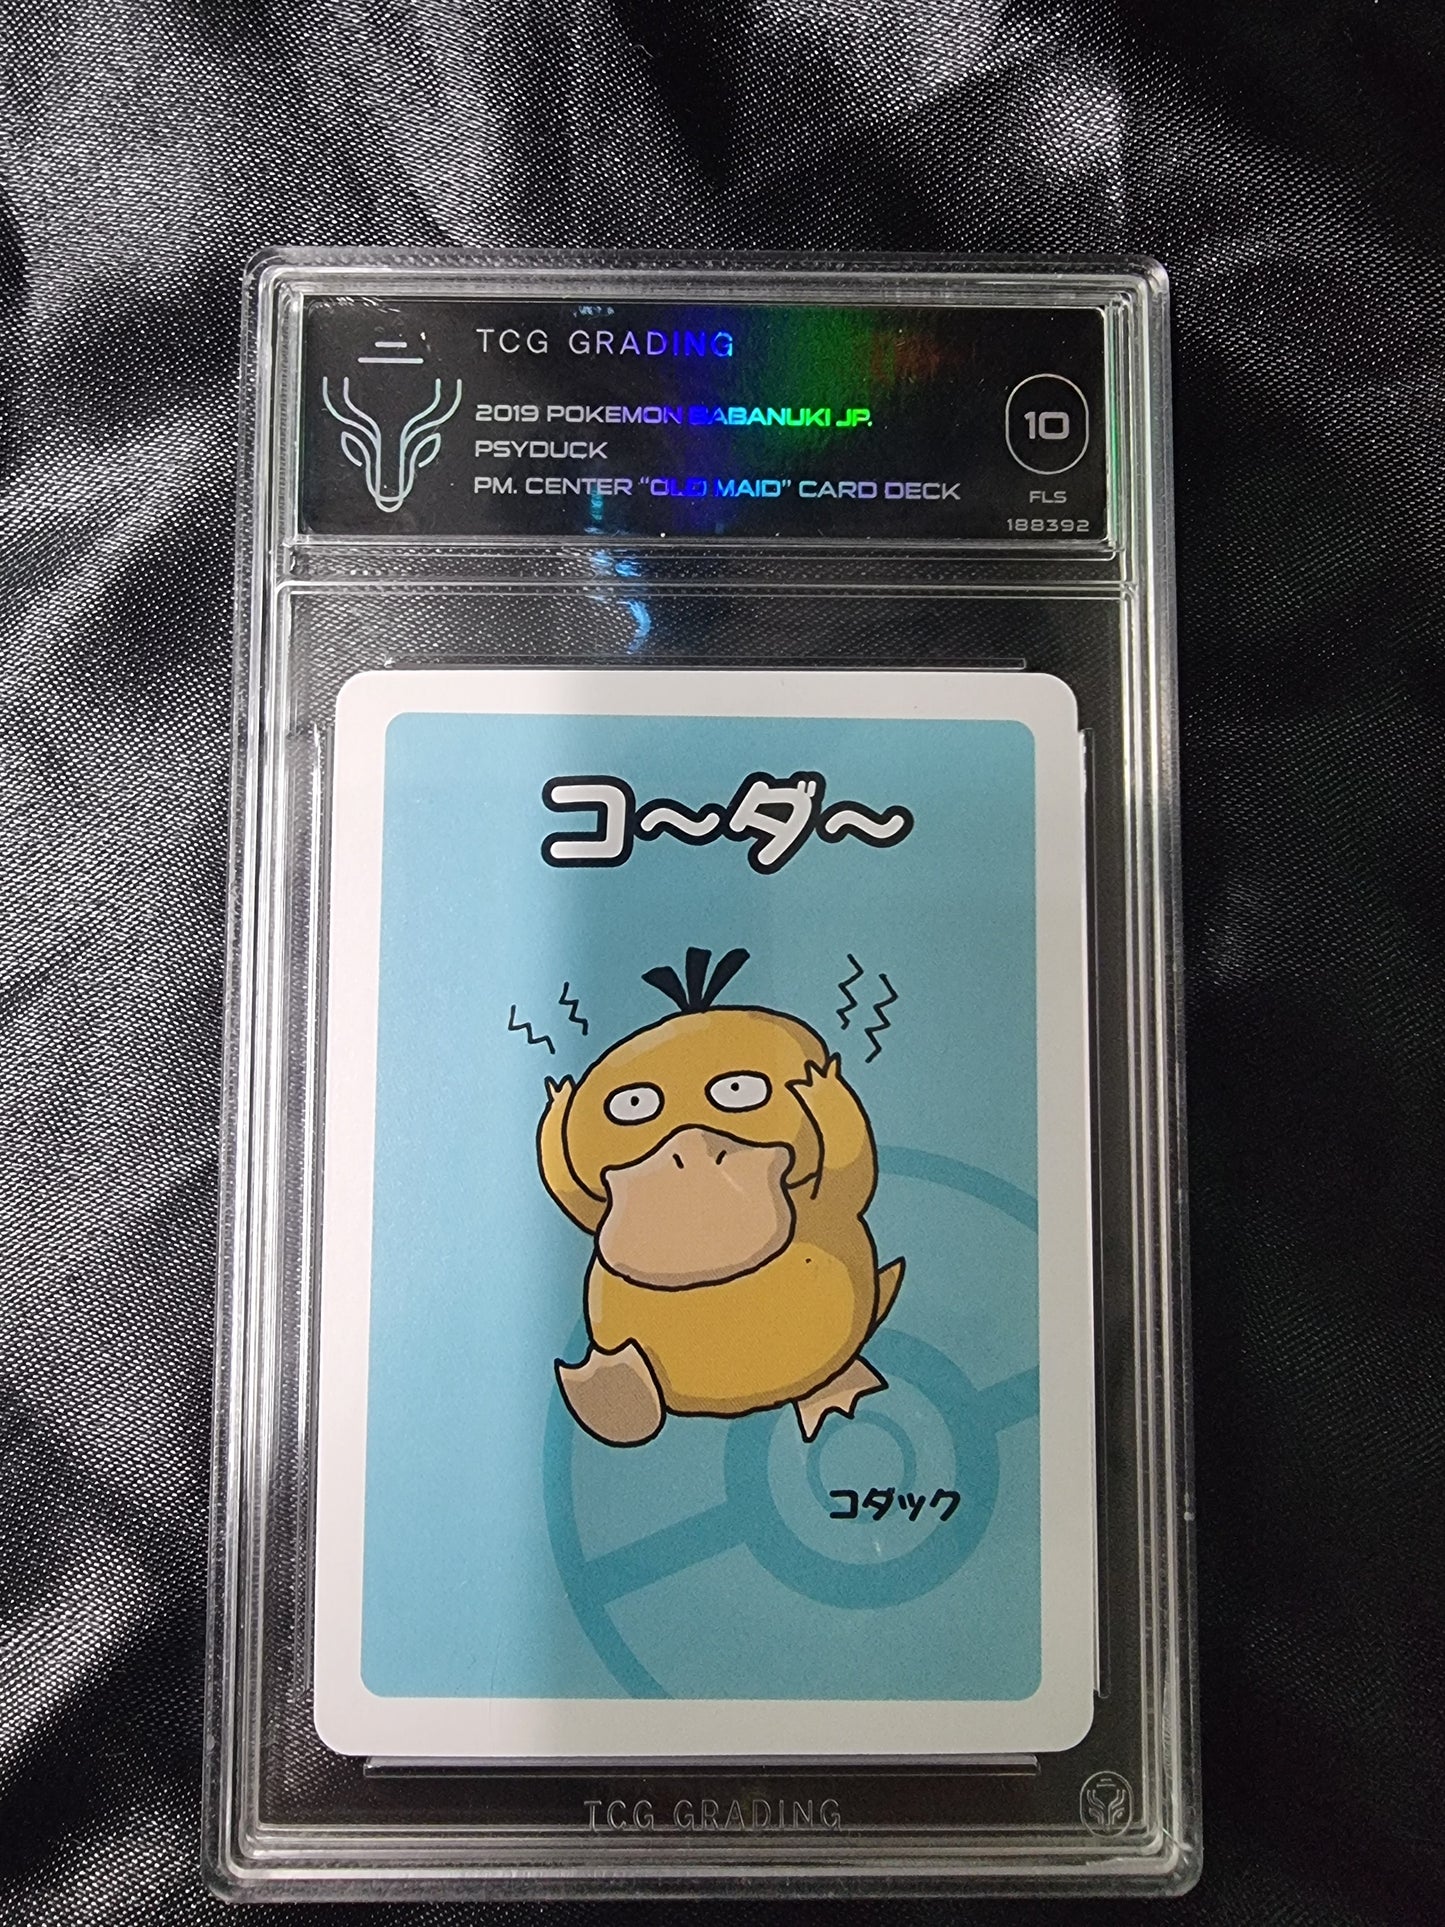 TCG GRADING
2019 POKEMON BABANUKI JP.
PSYDUCK
PM. CENTER “OLD MAID” CARD DECK
10
FLS
188392
コ～ダ～
コダック
TCG GRADING